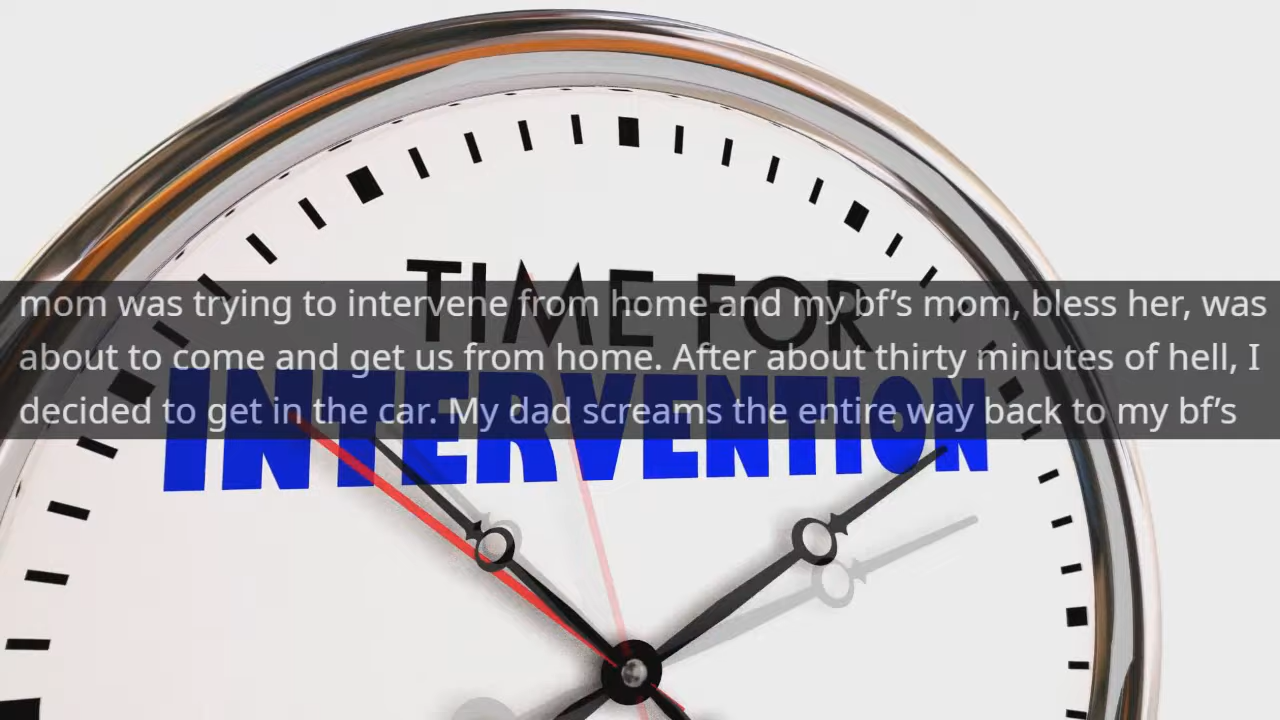 TIME FOR
mom was trying to intervene from home and my bf’s mom, bless her, was
about to come and get us from home. After about thirty minutes of hell, I
decided to get in the car. My dad screams the entire way back to my bf’s
INTERVENTION